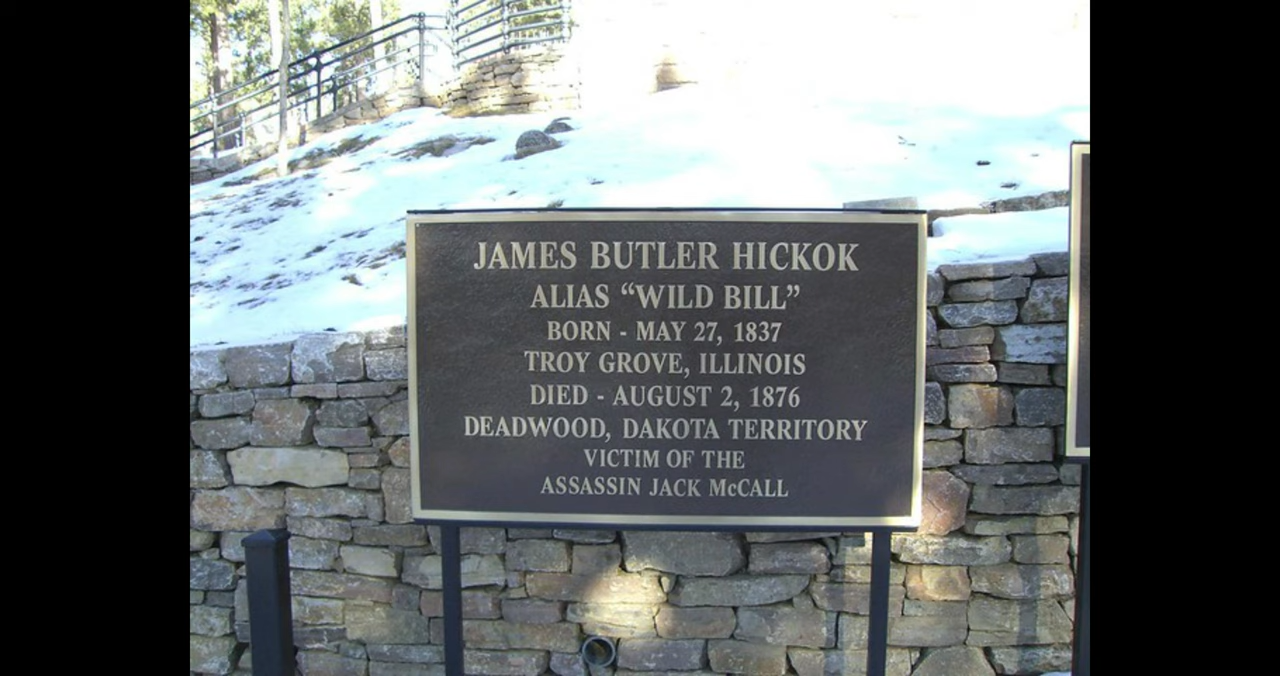 JAMES BUTLER HICKOK
ALIAS “WILD BILL”
BORN - MAY 27, 1837
TROY GROVE, ILLINOIS
DIED - AUGUST 2, 1876
DEADWOOD, DAKOTA TERRITORY
VICTIM OF THE
ASSASSIN JACK McCALL